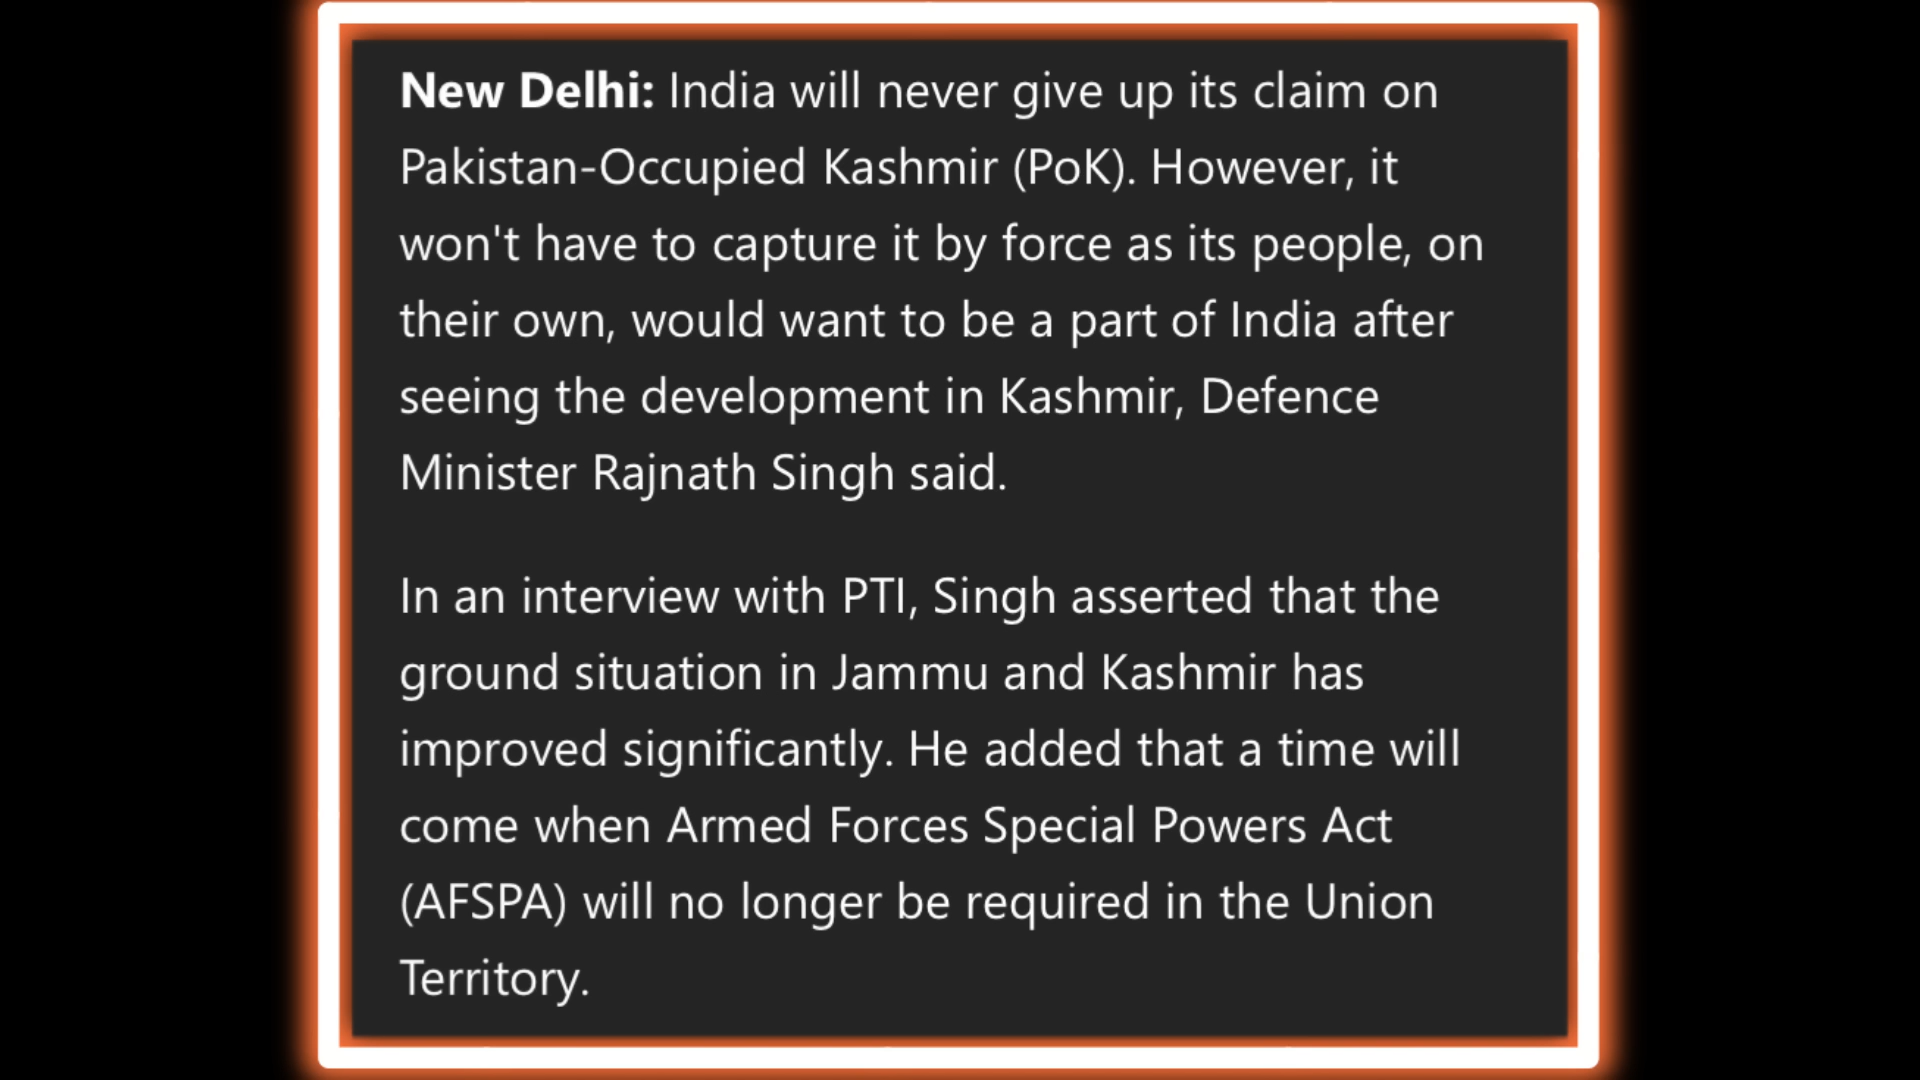 New Delhi: India will never give up its claim on
Pakistan-Occupied Kashmir (PoK). However, it
won't have to capture it by force as its people, on
their own, would want to be a part of India after
seeing the development in Kashmir, Defence
Minister Rajnath Singh said.
In an interview with PTI, Singh asserted that the
ground situation in Jammu and Kashmir has
improved significantly. He added that a time will
come when Armed Forces Special Powers Act
(AFSPA) will no longer be required in the Union
Territory.